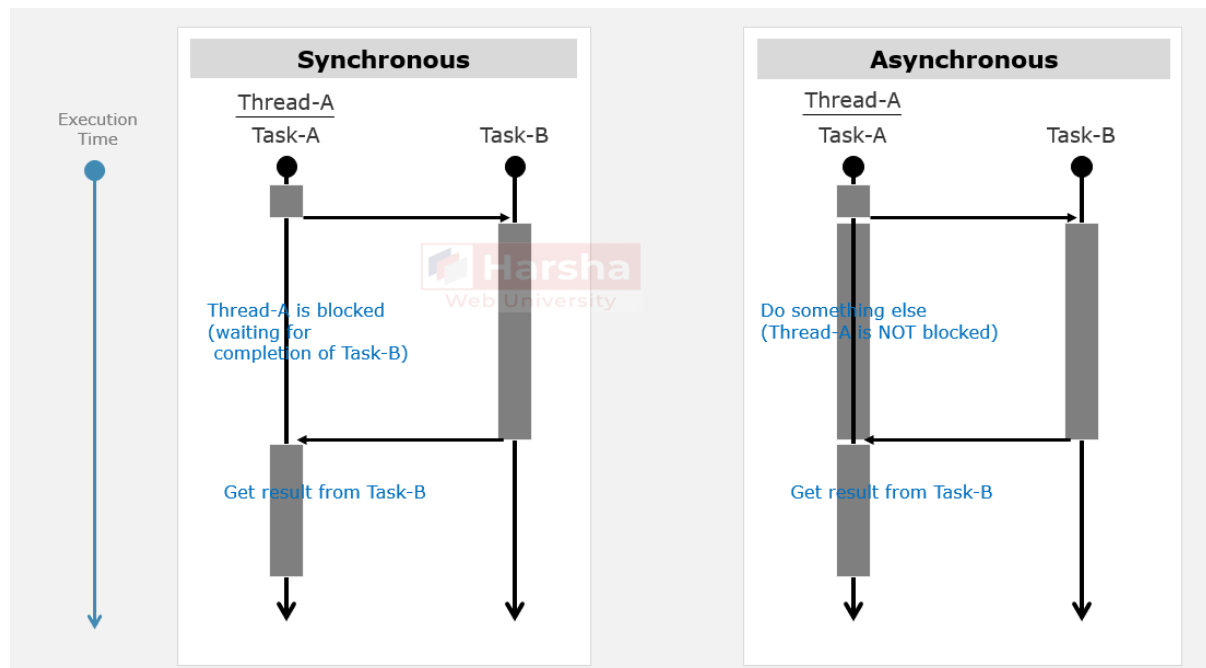 Synchronous
Asynchronous
Execution
Time
Thread-A
Task-A
Task-B
Thread-A
Task-A
Task-B
Harsha
Web University
Thread-A is blocked
(waiting for
completion of Task-B)
Do something else
(Thread-A is NOT blocked)
Get result from Task-B
Get result from Task-B